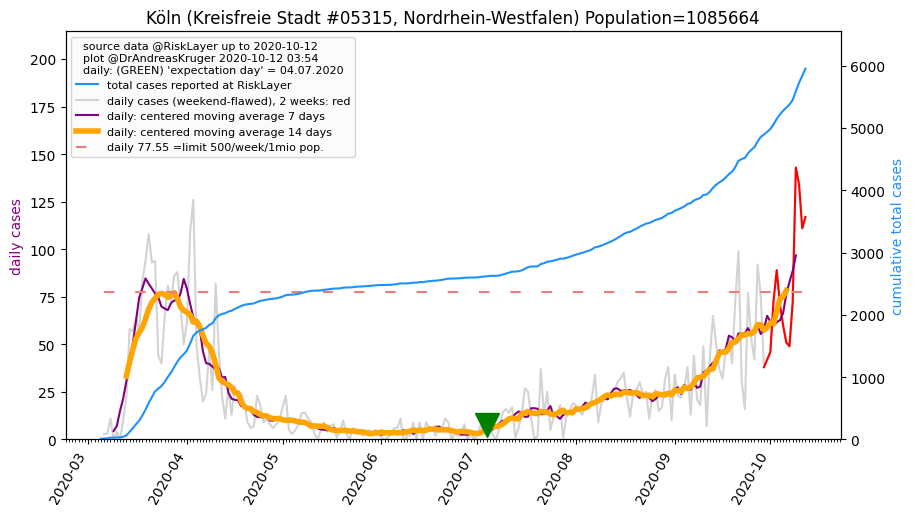 Köln (Kreisfreie Stadt #05315, Nordrhein-Westfalen) Population=1085664
source data @RiskLayer up to 2020-10-12
plot @DrAndreasKruger 2020-10-12 03:54
daily: (GREEN) 'expectation day' = 04.07.2020
total cases reported at RiskLayer
daily cases (weekend-flawed), 2 weeks: red
daily: centered moving average 7 days
daily: centered moving average 14 days
daily 77.55 =limit 500/week/1mio pop.
daily cases
200
175
150
125
100
75
50
25
0
6000
5000
4000
3000
2000
1000
0
cumulative total cases
2020-03
2020-04
2020-05
2020-06
2020-07
2020-08
2020-09
2020-10